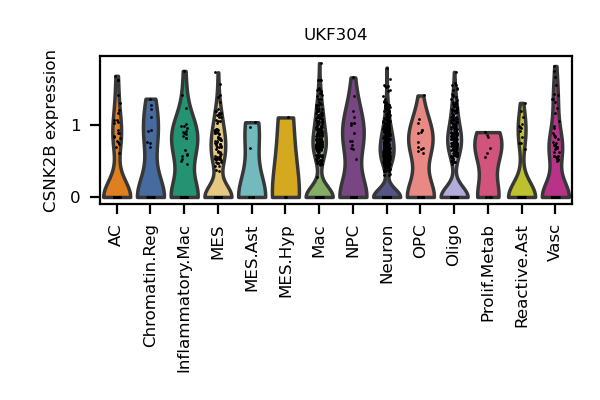 UKF304
CSNK2B expression
1
0
AC
Chromatin.Reg
Inflammatory.Mac
MES
MES.Ast
MES.Hyp
Mac
NPC
Neuron
OPC
Oligo
Prolif.Metab
Reactive.Ast
Vasc